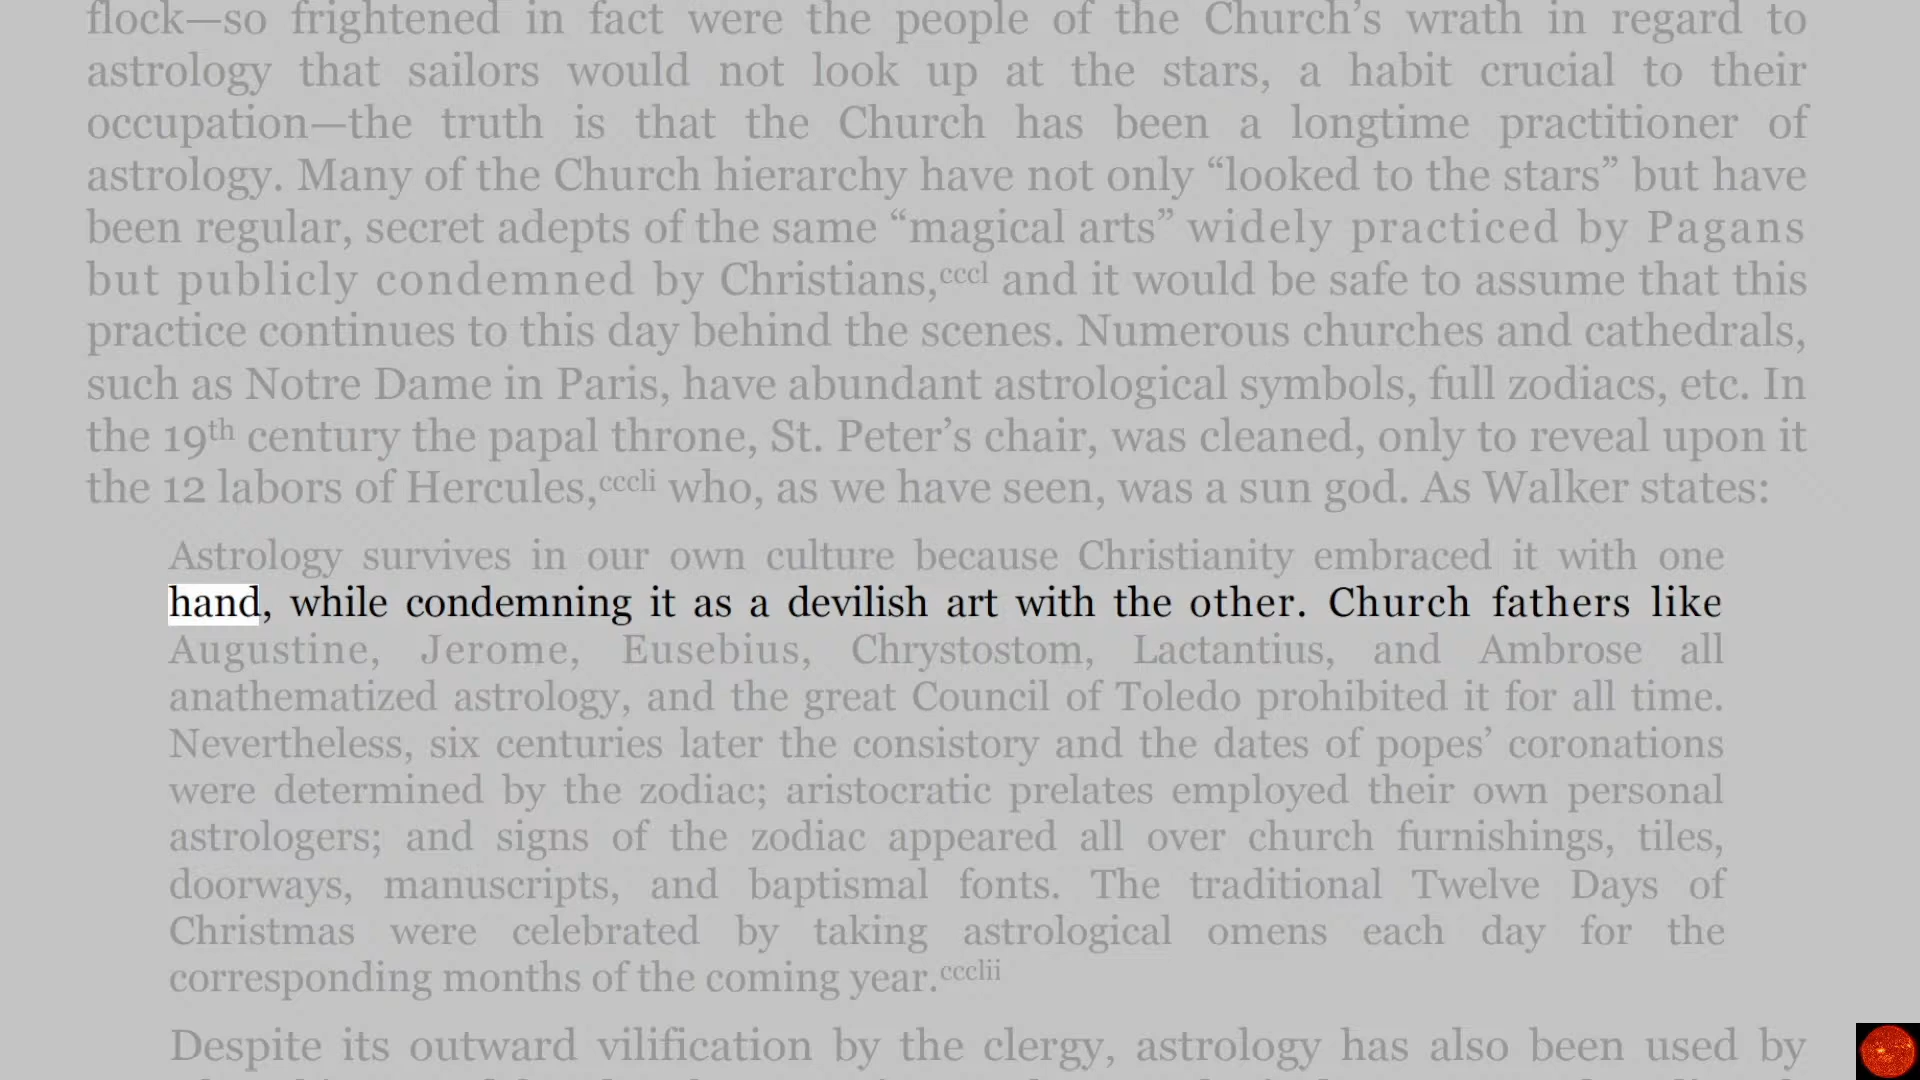 flock—so frightened in fact were the people of the Church’s wrath in regard to
astrology that sailors would not look up at the stars, a habit crucial to their
occupation—the truth is that the Church has been a longtime practitioner of
astrology. Many of the Church hierarchy have not only “looked to the stars” but have
been regular, secret adepts of the same “magical arts” widely practiced by Pagans
but publicly condemned by Christians,cccl and it would be safe to assume that this
practice continues to this day behind the scenes. Numerous churches and cathedrals,
such as Notre Dame in Paris, have abundant astrological symbols, full zodiacs, etc. In
the 19th century the papal throne, St. Peter’s chair, was cleaned, only to reveal upon it
the 12 labors of Hercules,cccli who, as we have seen, was a sun god. As Walker states:
Astrology survives in our own culture because Christianity embraced it with one
hand, while condemning it as a devilish art with the other. Church fathers like
Augustine, Jerome, Eusebius, Chrystostom, Lactantius, and Ambrose all
anathematized astrology, and the great Council of Toledo prohibited it for all time.
Nevertheless, six centuries later the consistory and the dates of popes’ coronations
were determined by the zodiac; aristocratic prelates employed their own personal
astrologers; and signs of the zodiac appeared all over church furnishings, tiles,
doorways, manuscripts, and baptismal fonts. The traditional Twelve Days of
Christmas were celebrated by taking astrological omens each day for the
corresponding months of the coming year.ccclii
Despite its outward vilification by the clergy, astrology has also been used by